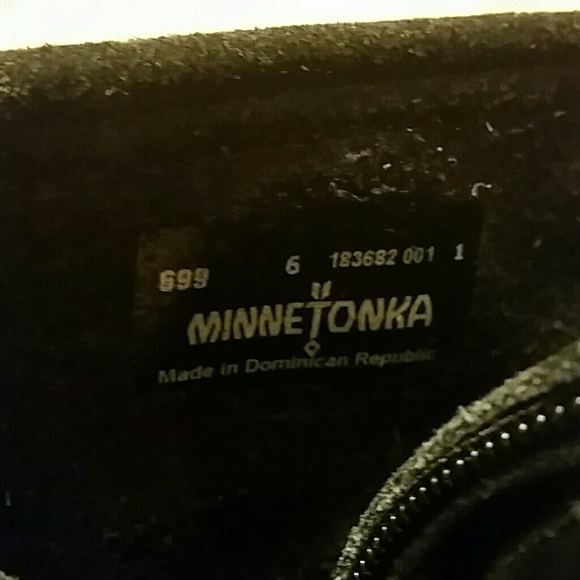 699 6 183682 001 1
MINNETONKA
Made in Dominican Republic